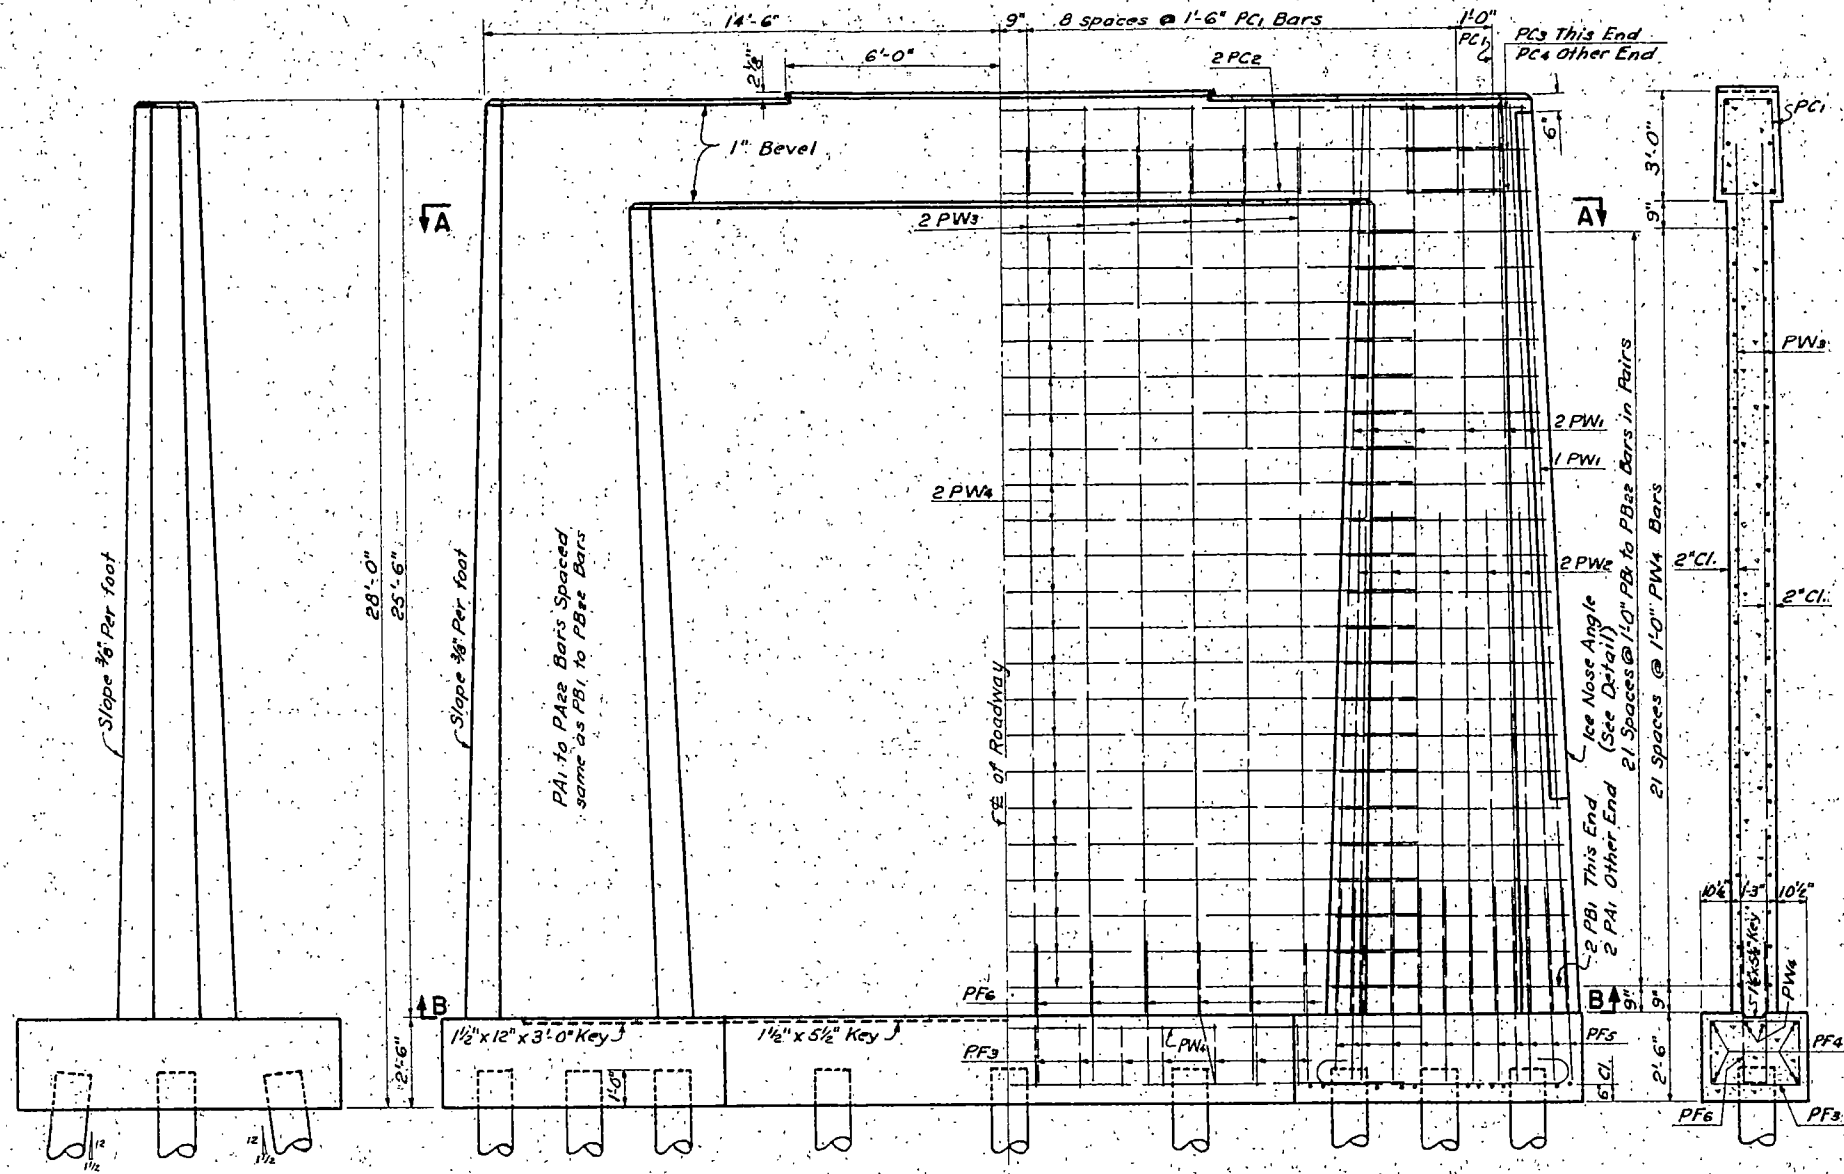 14'-6"
9"
8 spaces @ 1'-6" PC1 Bars
1'-0"
PC1
PC3 This End
PC4 Other End
6'-0"
2 PC2
1" Bevel
6"
3'-0"
PC1
A
A
9"
2 PW3
PW3
2 PW1
1 PW1
2 PW4
2 PW2
2" Cl.
2" Cl.
Slope 3/8" Per foot
28'-0"
25'-6"
Slope 3/8" Per foot
PA1 to PA22 Bars Spaced
same as PB1 to PB22 Bars
℄ of Roadway
Ice Nose Angle
(See Detail)
21 Spaces @ 1'-0" PB1 to PB22 Bars in Pairs
21 Spaces @ 1'-0" PW4 Bars
2 PB1 This End
2 PA1 Other End
10½"
1'-3"
10½"
PW4
B
B
9"
9"
PF6
1½" x 12" x 3'-0" Key
1½" x 5½" Key
PF3
PW4
PF5
PF4
2'-6"
1'-0"
6" Cl.
2'-6"
PF6
PF3
12
1½
12
1½